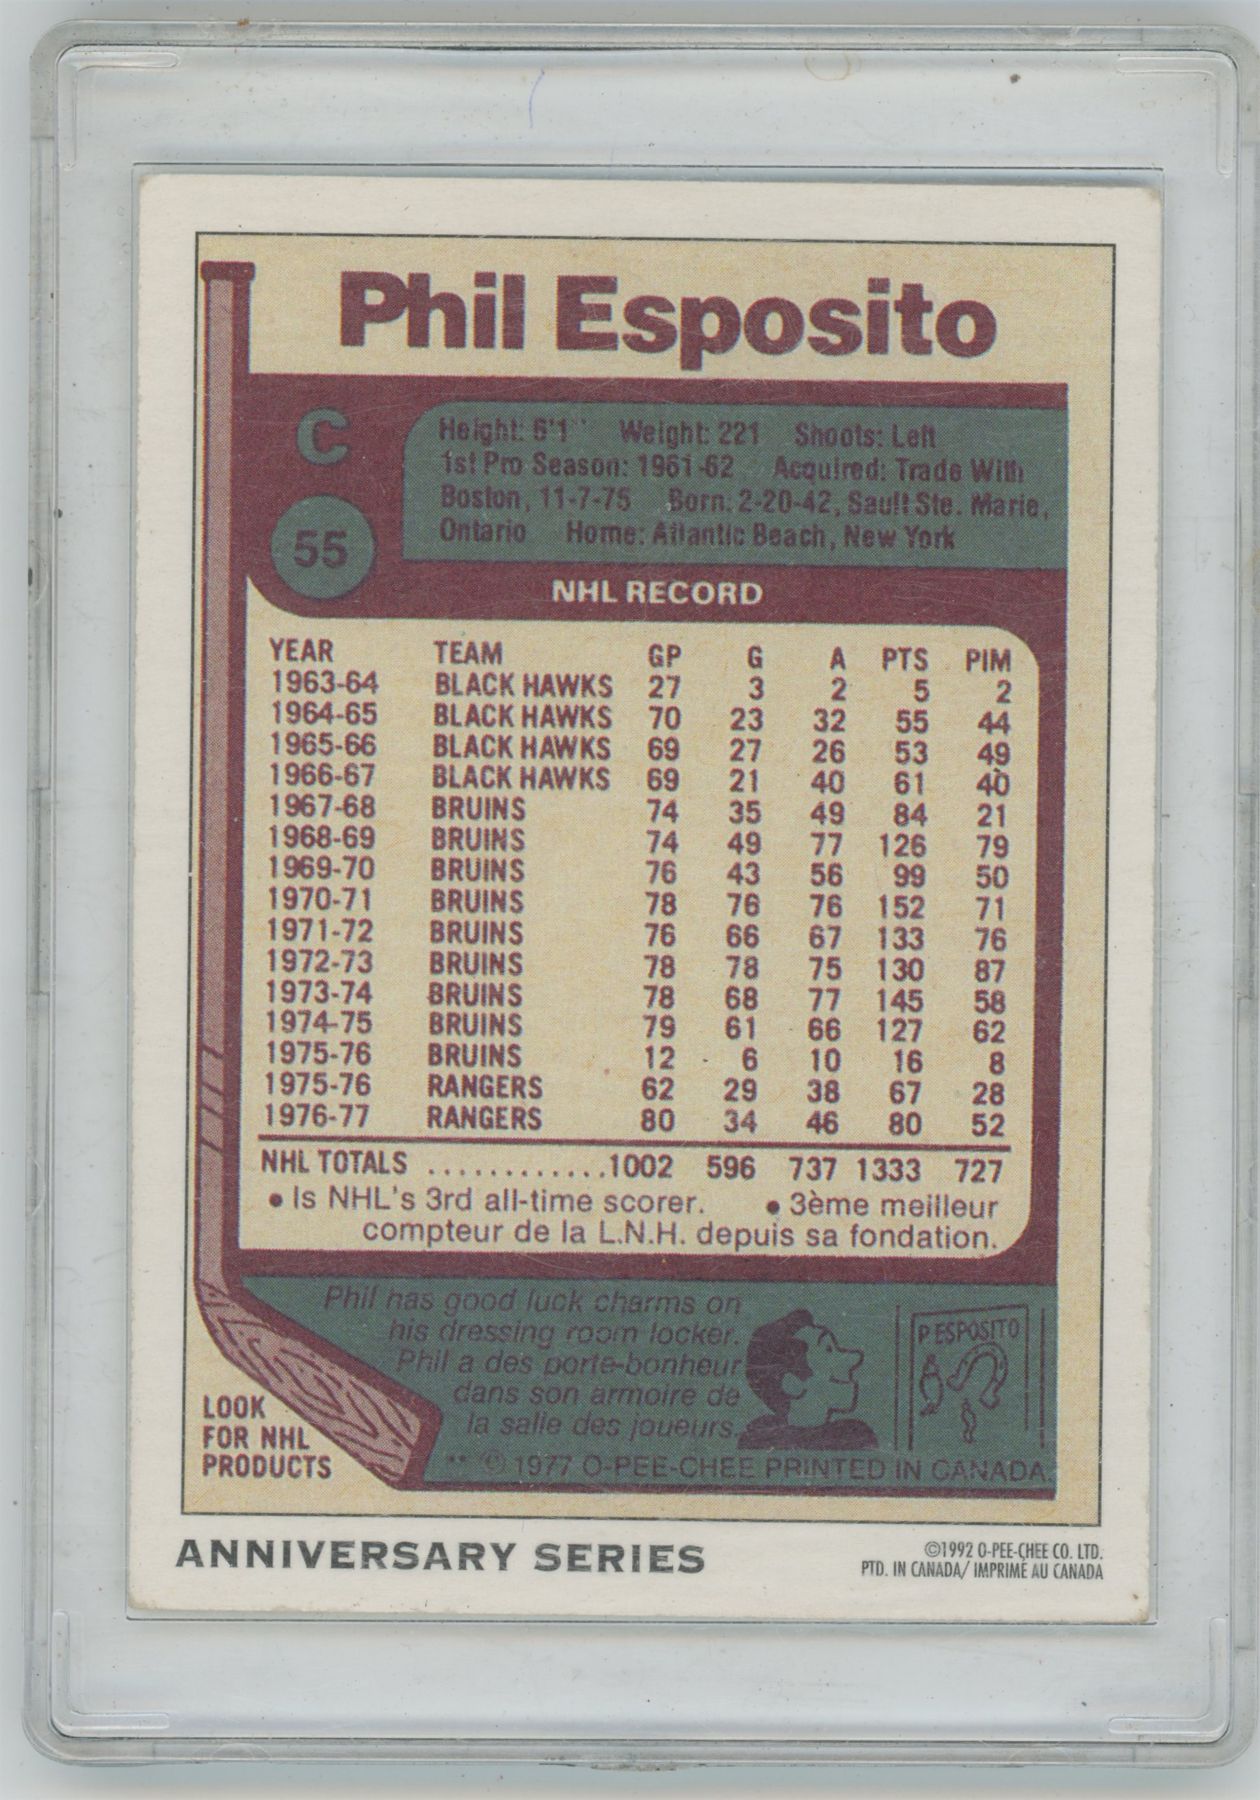 Phil Esposito
C
55
Height: 6'1" Weight: 221 Shoots: Left
1st Pro Season: 1961-62 Acquired: Trade With
Boston, 11-7-75 Born: 2-20-42, Sault Ste. Marie,
Ontario Home: Atlantic Beach, New York
NHL RECORD
YEAR TEAM GP G A PTS PIM
1963-64 BLACK HAWKS 27 3 2 5 2
1964-65 BLACK HAWKS 70 23 32 55 44
1965-66 BLACK HAWKS 69 27 26 53 49
1966-67 BLACK HAWKS 69 21 40 61 40
1967-68 BRUINS 74 35 49 84 21
1968-69 BRUINS 74 49 77 126 79
1969-70 BRUINS 76 43 56 99 50
1970-71 BRUINS 78 76 76 152 71
1971-72 BRUINS 76 66 67 133 76
1972-73 BRUINS 78 78 75 130 87
1973-74 BRUINS 78 68 77 145 58
1974-75 BRUINS 79 61 66 127 62
1975-76 BRUINS 12 6 10 16 8
1975-76 RANGERS 62 29 38 67 28
1976-77 RANGERS 80 34 46 80 52
NHL TOTALS ............1002 596 737 1333 727
• Is NHL's 3rd all-time scorer. • 3ème meilleur
compteur de la L.N.H. depuis sa fondation.
Phil has good luck charms on
his dressing room locker.
Phil a des porte-bonheur
dans son armoire de
la salle des joueurs.
P. ESPOSITO
** © 1977 O-PEE-CHEE PRINTED IN CANADA.
LOOK
FOR NHL
PRODUCTS
ANNIVERSARY SERIES
©1992 O-PEE-CHEE CO. LTD.
PTD. IN CANADA/ IMPRIMÉ AU CANADA